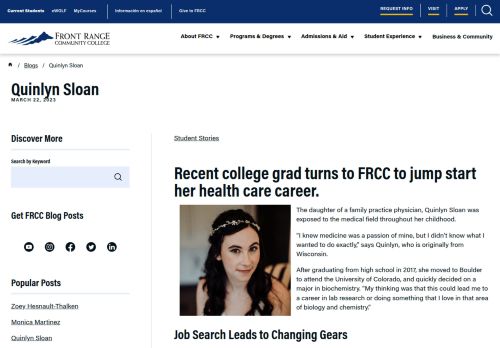 Current Students eWOLF MyCourses Información en español Give to FRCC REQUEST INFO VISIT APPLY
FRONT RANGE
COMMUNITY COLLEGE
About FRCC Programs & Degrees Admissions & Aid Student Experience Business & Community
/ Blogs / Quinlyn Sloan
Quinlyn Sloan
MARCH 22, 2023
Discover More
Search by Keyword
Get FRCC Blog Posts
Popular Posts
Zoey Hesnault-Thalken
Monica Martinez
Quinlyn Sloan
Student Stories
Recent college grad turns to FRCC to jump start
her health care career.
The daughter of a family practice physician, Quinlyn Sloan was
exposed to the medical field throughout her childhood.
"I knew medicine was a passion of mine, but I didn't know what I
wanted to do exactly," says Quinlyn, who is originally from
Wisconsin.
After graduating from high school in 2017, she moved to Boulder
to attend the University of Colorado, and quickly decided on a
major in biochemistry. "My thinking was that this could lead me to
a career in lab research or doing something that I love in that area
of biology and chemistry."
Job Search Leads to Changing Gears